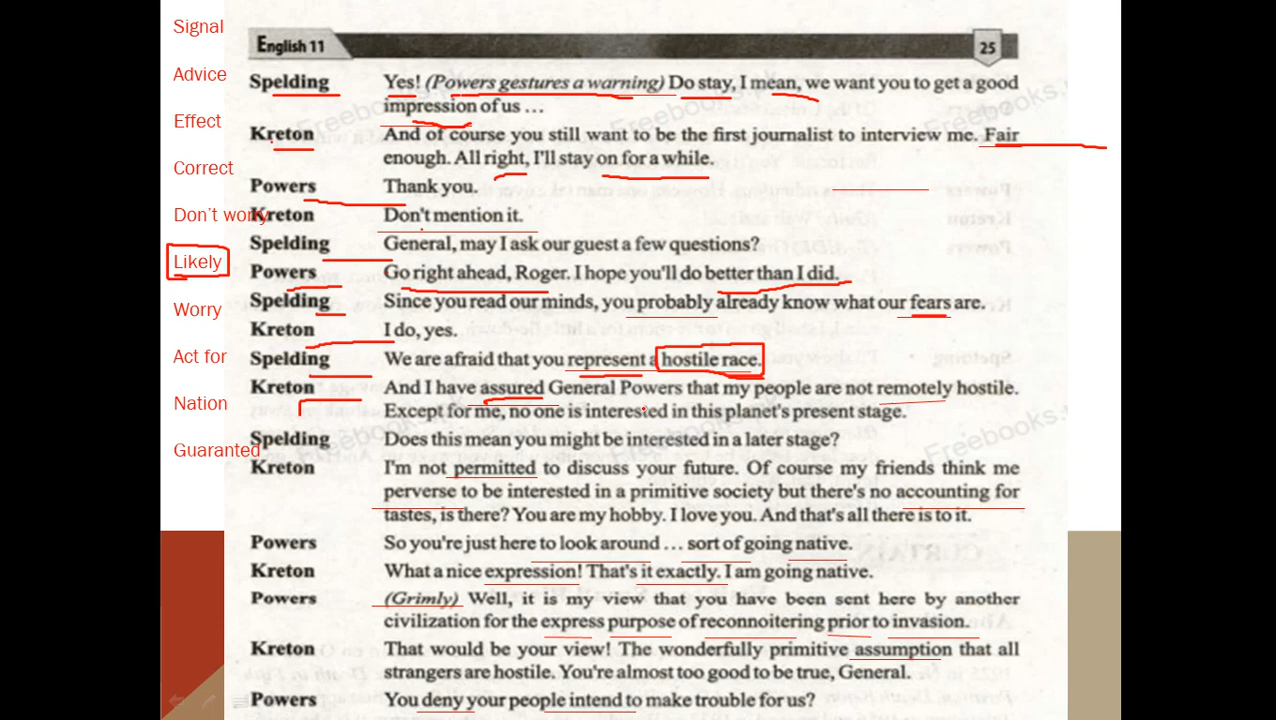 Signal
Advice
Effect
Correct
Don't worry
Likely
Worry
Act for
Nation
Guaranted
English 11
25
Spelding Yes! (Powers gestures a warning) Do stay, I mean, we want you to get a good
impression of us ...
Kreton And of course you still want to be the first journalist to interview me. Fair
enough. All right, I'll stay on for a while.
Powers Thank you.
Kreton Don't mention it.
Spelding General, may I ask our guest a few questions?
Powers Go right ahead, Roger. I hope you'll do better than I did.
Spelding Since you read our minds, you probably already know what our fears are.
Kreton I do, yes.
Spelding We are afraid that you represent a hostile race.
Kreton And I have assured General Powers that my people are not remotely hostile.
Except for me, no one is interested in this planet's present stage.
Spelding Does this mean you might be interested in a later stage?
Kreton I'm not permitted to discuss your future. Of course my friends think me
perverse to be interested in a primitive society but there's no accounting for
tastes, is there? You are my hobby. I love you. And that's all there is to it.
Powers So you're just here to look around ... sort of going native.
Kreton What a nice expression! That's it exactly. I am going native.
Powers (Grimly) Well, it is my view that you have been sent here by another
civilization for the express purpose of reconnoitering prior to invasion.
Kreton That would be your view! The wonderfully primitive assumption that all
strangers are hostile. You're almost too good to be true, General.
Powers You deny your people intend to make trouble for us?